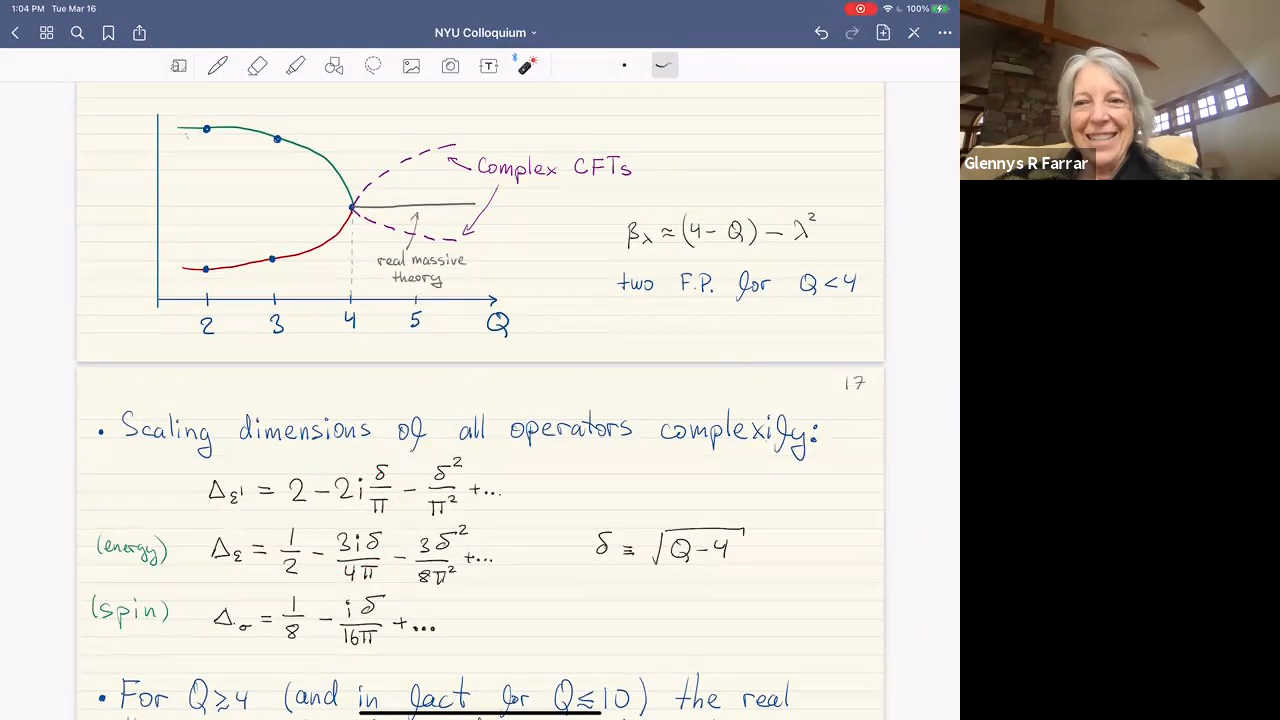 1:04 PM Tue Mar 16
100%
NYU Colloquium
Complex CFTs
real massive
theory
2 3 4 5 Q
β_λ ≈ (4 - Q) - λ²
two F.P. for Q < 4
17
• Scaling dimensions of all operators complexify:
Δ_ε' = 2 - 2i δ/π - δ²/π² + ...
(energy) Δ_ε = 1/2 - 3iδ/4π - 3δ²/8π² + ...
δ ≡ √(Q-4)
(spin) Δ_σ = 1/8 - iδ/16π + ...
• For Q ≳ 4 (and in fact for Q ≲ 10) the real
Glennys R Farrar